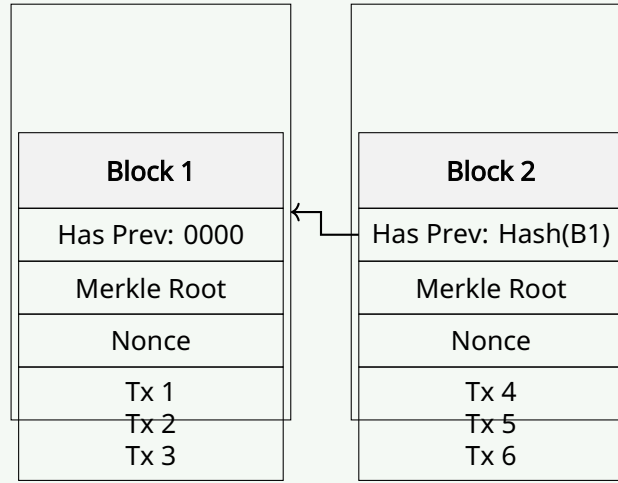 Block 1
Has Prev: 0000
Merkle Root
Nonce
Tx 1
Tx 2
Tx 3
Block 2
Has Prev: Hash(B1)
Merkle Root
Nonce
Tx 4
Tx 5
Tx 6